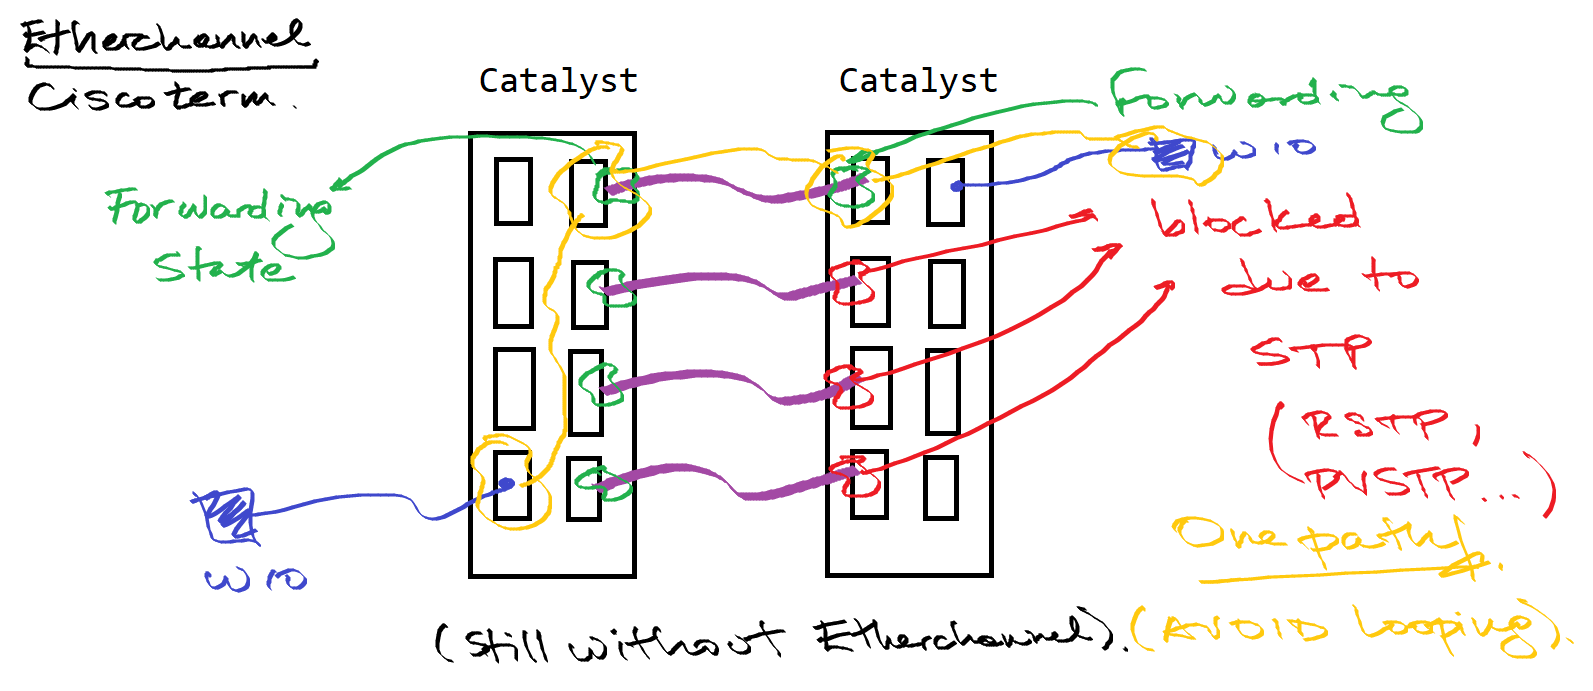 Etherchannel
Cisco term.
Catalyst
Catalyst
Forwarding
W10
Forwarding
State
blocked
due to
STP
(RSTP,
PVSTP...)
One path.
W10
(Still without Etherchannel).
(AVOID Looping).